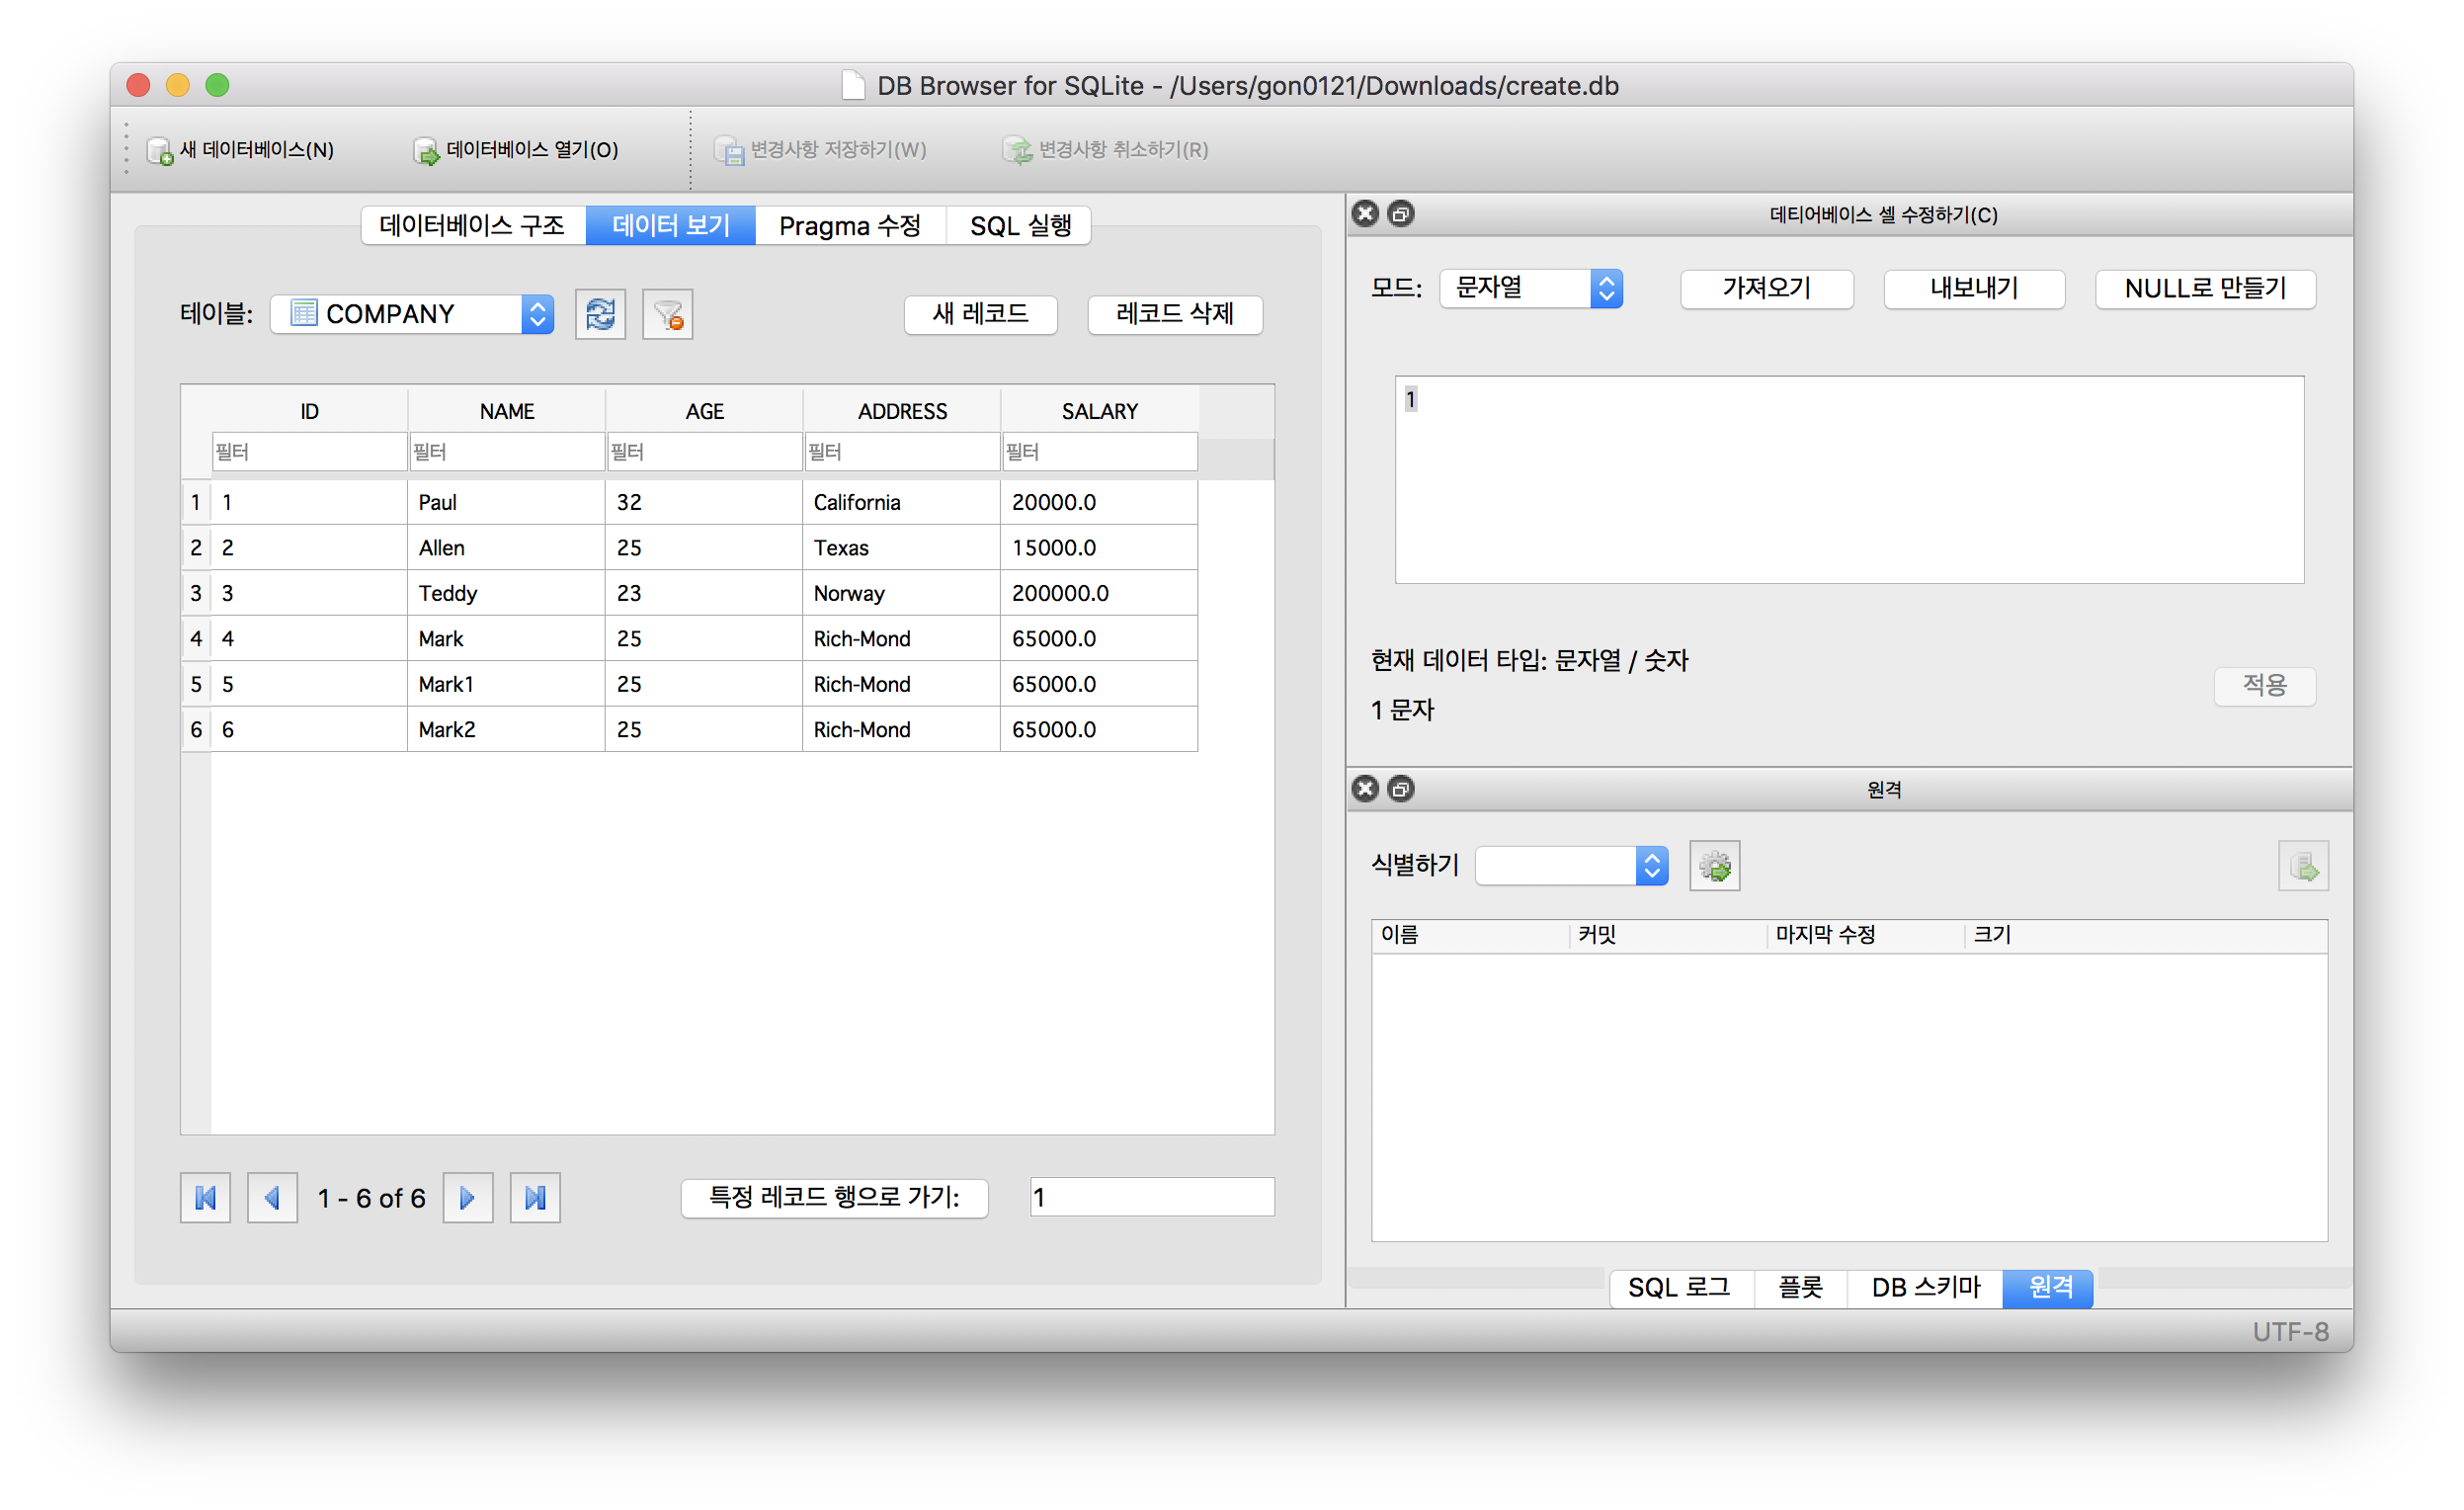 DB Browser for SQLite - /Users/gon0121/Downloads/create.db
새 데이터베이스(N) 데이터베이스 열기(O) 변경사항 저장하기(W) 변경사항 취소하기(R)
데이터베이스 구조 데이터 보기 Pragma 수정 SQL 실행
테이블: COMPANY 새 레코드 레코드 삭제
ID NAME AGE ADDRESS SALARY
필터 필터 필터 필터 필터
1 1 Paul 32 California 20000.0
2 2 Allen 25 Texas 15000.0
3 3 Teddy 23 Norway 200000.0
4 4 Mark 25 Rich-Mond 65000.0
5 5 Mark1 25 Rich-Mond 65000.0
6 6 Mark2 25 Rich-Mond 65000.0
1 - 6 of 6 특정 레코드 행으로 가기: 1
데티어베이스 셀 수정하기(C)
모드: 문자열 가져오기 내보내기 NULL로 만들기
1
현재 데이터 타입: 문자열 / 숫자
1 문자
적용
원격
식별하기
이름 커밋 마지막 수정 크기
SQL 로그 플롯 DB 스키마 원격
UTF-8